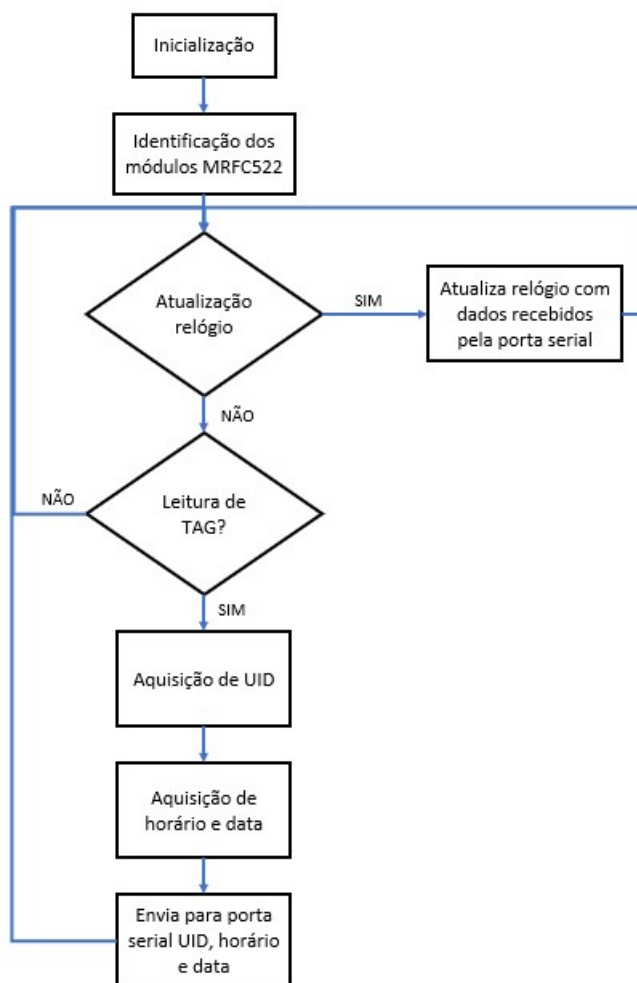 Inicialização
Identificação dos
módulos MRFC522
Atualização
relógio
SIM
Atualiza relógio com
dados recebidos
pela porta serial
NÃO
NÃO
Leitura de
TAG?
SIM
Aquisição de UID
Aquisição de
horário e data
Envia para porta
serial UID, horário
e data